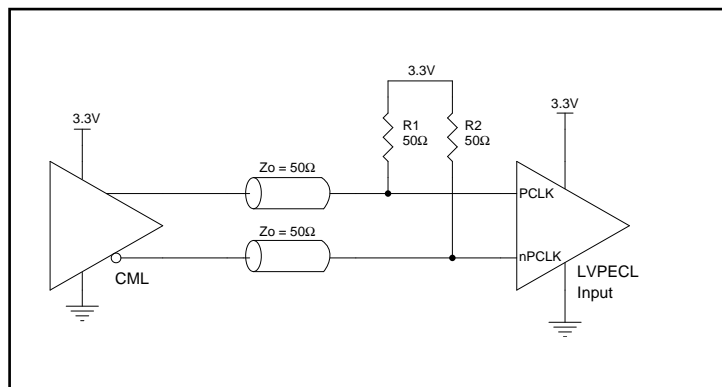 3.3V
3.3V
3.3V
R1
50Ω
R2
50Ω
Zo = 50Ω
PCLK
Zo = 50Ω
nPCLK
CML
LVPECL
Input